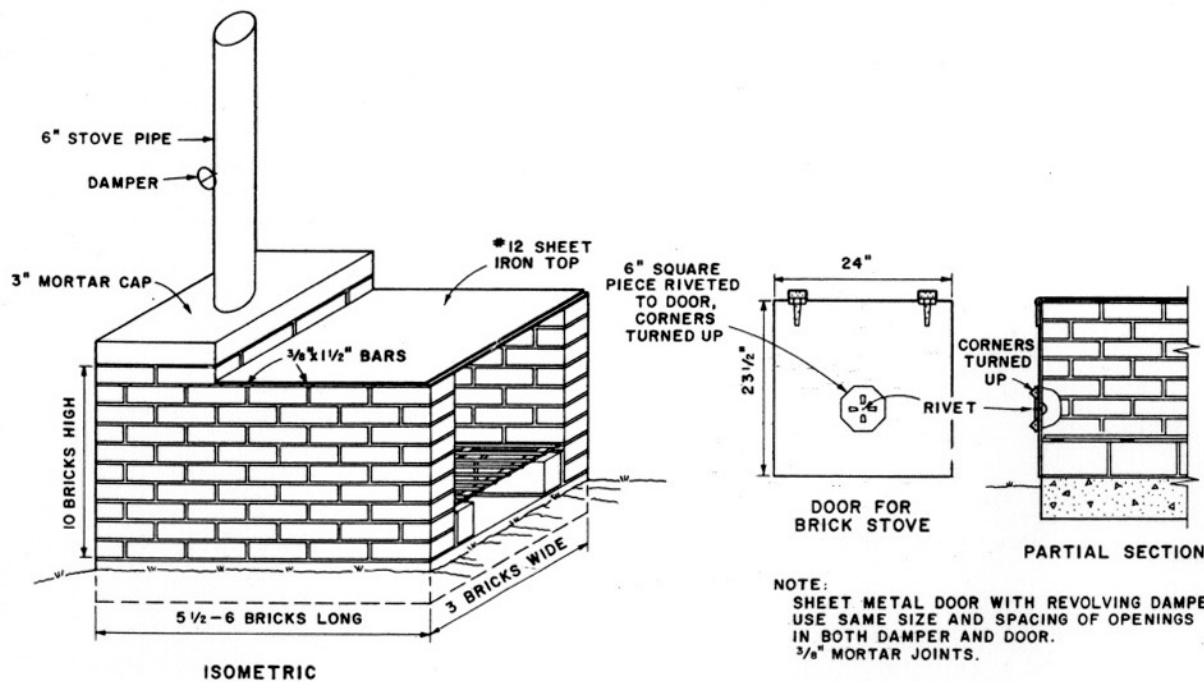 6" STOVE PIPE
DAMPER
3" MORTAR CAP
#12 SHEET
IRON TOP
3/8"x1 1/2" BARS
10 BRICKS HIGH
5 1/2-6 BRICKS LONG
3 BRICKS WIDE
ISOMETRIC
6" SQUARE
PIECE RIVETED
TO DOOR,
CORNERS
TURNED UP
24"
23 1/2"
RIVET
DOOR FOR
BRICK STOVE
CORNERS
TURNED
UP
PARTIAL SECTION
NOTE:
SHEET METAL DOOR WITH REVOLVING DAMPE
USE SAME SIZE AND SPACING OF OPENINGS
IN BOTH DAMPER AND DOOR.
3/8" MORTAR JOINTS.